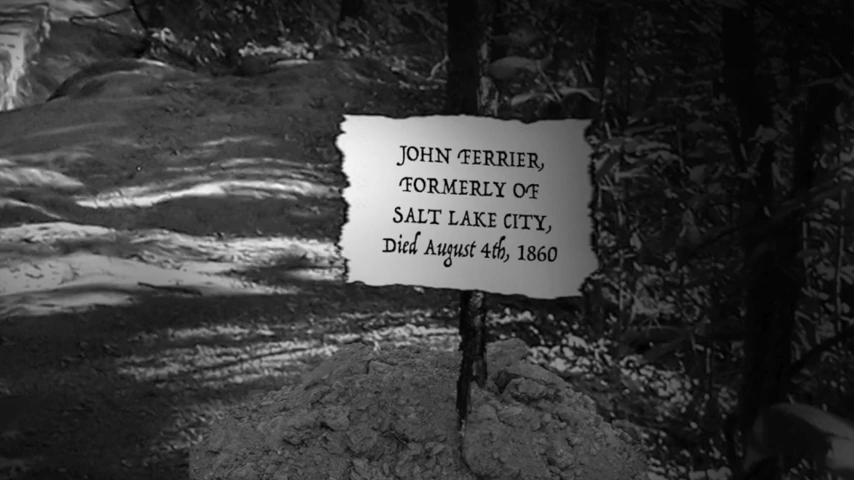 JOHN FERRIER,
FORMERLY OF
SALT LAKE CITY,
Died August 4th, 1860